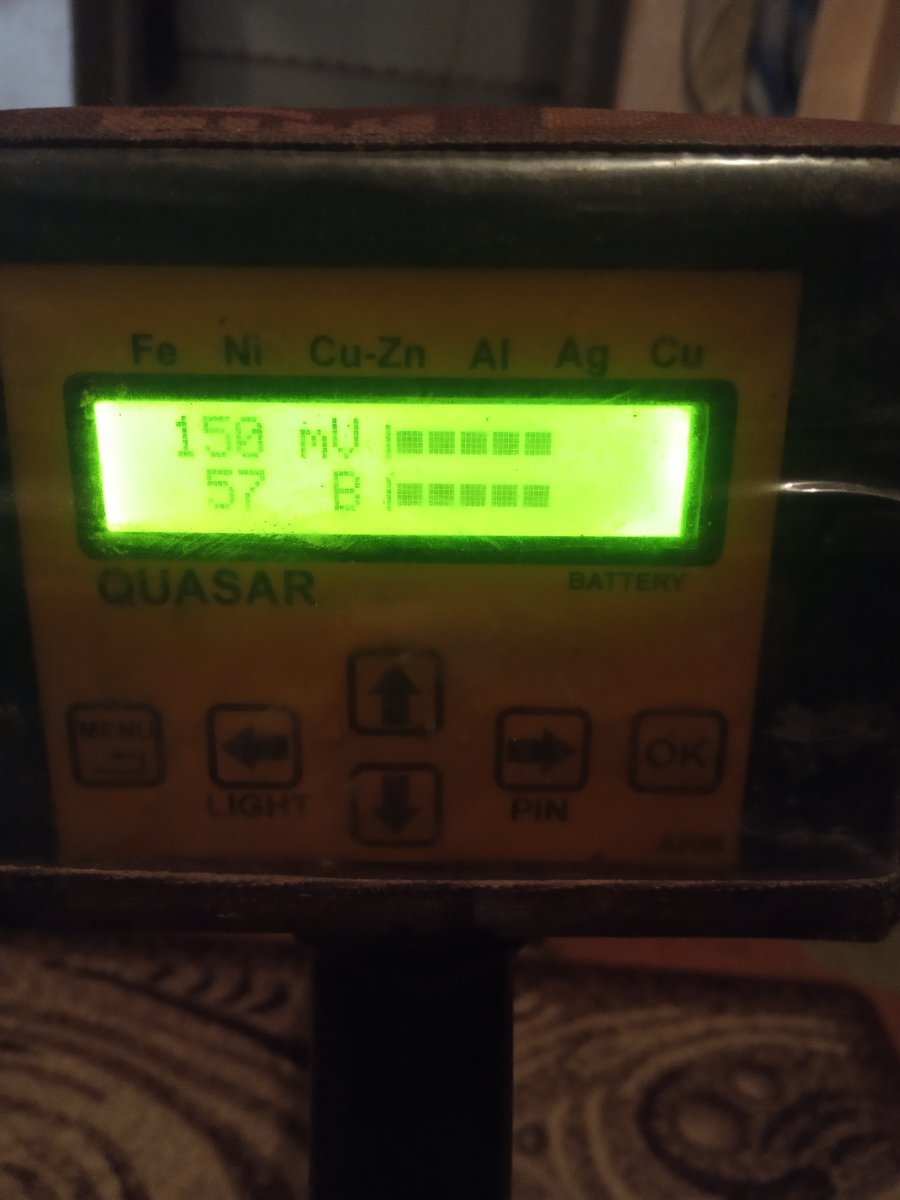 Fe Ni Cu-Zn Al Ag Cu
150 mV
57 B
QUASAR BATTERY
MENU
OK
LIGHT PIN
ARM